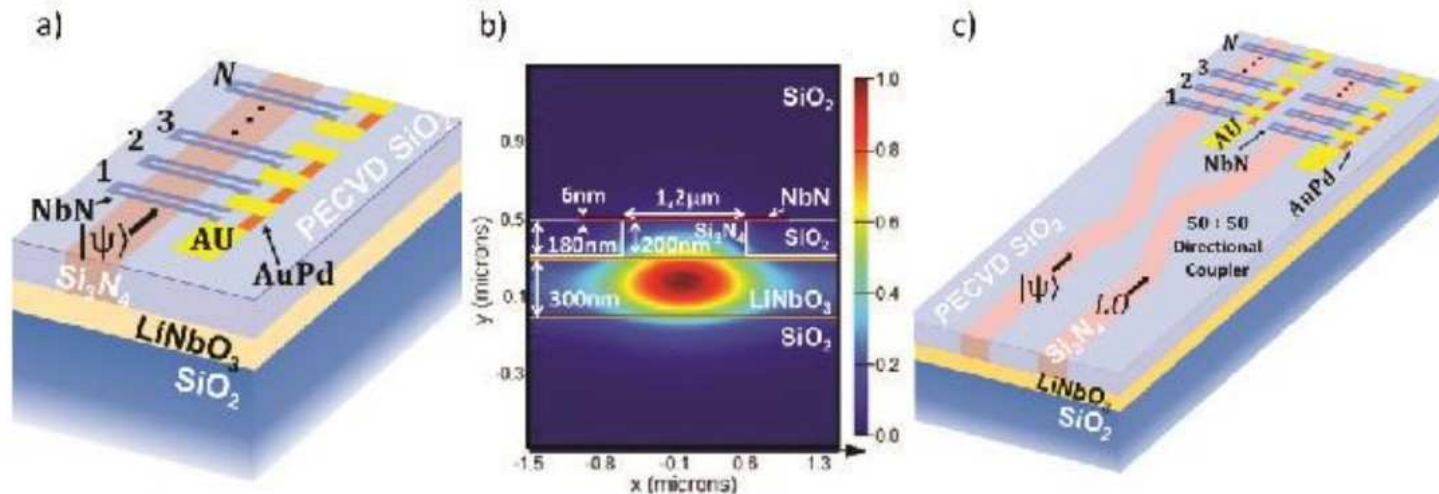 a)
N
3
2
1
NbN
|ψ⟩
AU
AuPd
PECVD SiO2
Si3N4
LiNbO3
SiO2
b)
SiO2
6nm
1,2μm
NbN
Si3N4
SiO2
180nm
200nm
300nm
LiNbO3
SiO2
y (microns)
0.9
0.5
0.1
-0.3
-1.5
-0.8
-0.1
0.6
1.3
x (microns)
1.0
0.8
0.6
0.4
0.2
0.0
c)
N
3
2
1
AU
NbN
AuPd
50 : 50
Directional
Coupler
PECVD SiO2
|ψ⟩
LO
Si3N4
LiNbO3
SiO2